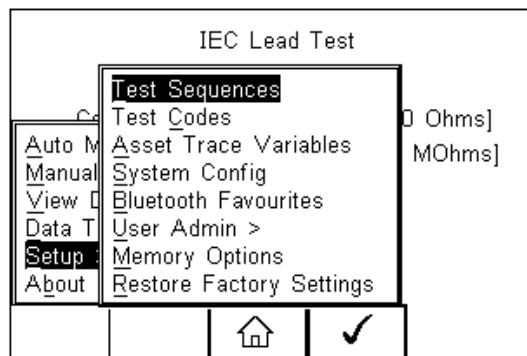 IEC Lead Test
Test Sequences
Test Codes
Asset Trace Variables
System Config
Bluetooth Favourites
User Admin >
Memory Options
Restore Factory Settings
Ohms]
MOhms]
Auto
Manual
View
Data
Setup
About